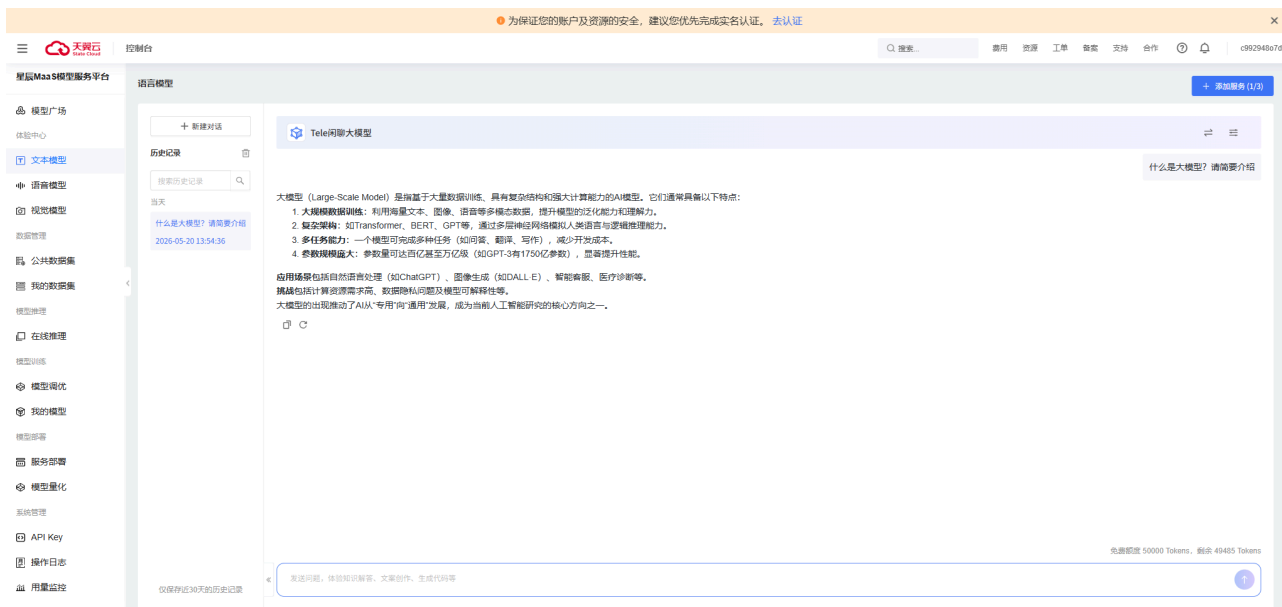 为保证您的账户及资源的安全，建议您优先完成实名认证。 去认证
天翼云
State Cloud
控制台
搜索...
费用 资源 工单 备案 支持 合作
c992948o7d
星辰MaaS模型服务平台
模型广场
体验中心
文本模型
语音模型
视觉模型
数据管理
公共数据集
我的数据集
模型推理
在线推理
模型训练
模型调优
我的模型
模型部署
服务部署
模型量化
系统管理
API Key
操作日志
用量监控
语言模型
+ 添加服务 (1/3)
+ 新建对话
历史记录
搜索历史记录
当天
什么是大模型？请简要介绍
2026-05-20 13:54:36
仅保存近30天的历史记录
Tele闲聊大模型
什么是大模型？请简要介绍
大模型（Large-Scale Model）是指基于大量数据训练、具有复杂结构和强大计算能力的AI模型。它们通常具备以下特点：
1. 大规模数据训练：利用海量文本、图像、语音等多模态数据，提升模型的泛化能力和理解力。
2. 复杂架构：如Transformer、BERT、GPT等，通过多层神经网络模拟人类语言与逻辑推理能力。
3. 多任务能力：一个模型可完成多种任务（如问答、翻译、写作），减少开发成本。
4. 参数规模庞大：参数量可达百亿甚至万亿级（如GPT-3有1750亿参数），显著提升性能。
应用场景包括自然语言处理（如ChatGPT）、图像生成（如DALL·E）、智能客服、医疗诊断等。
挑战包括计算资源需求高、数据隐私问题及模型可解释性等。
大模型的出现推动了AI从“专用”向“通用”发展，成为当前人工智能研究的核心方向之一。
免费额度 50000 Tokens，剩余 49485 Tokens
发送问题，体验知识解答、文章创作、生成代码等